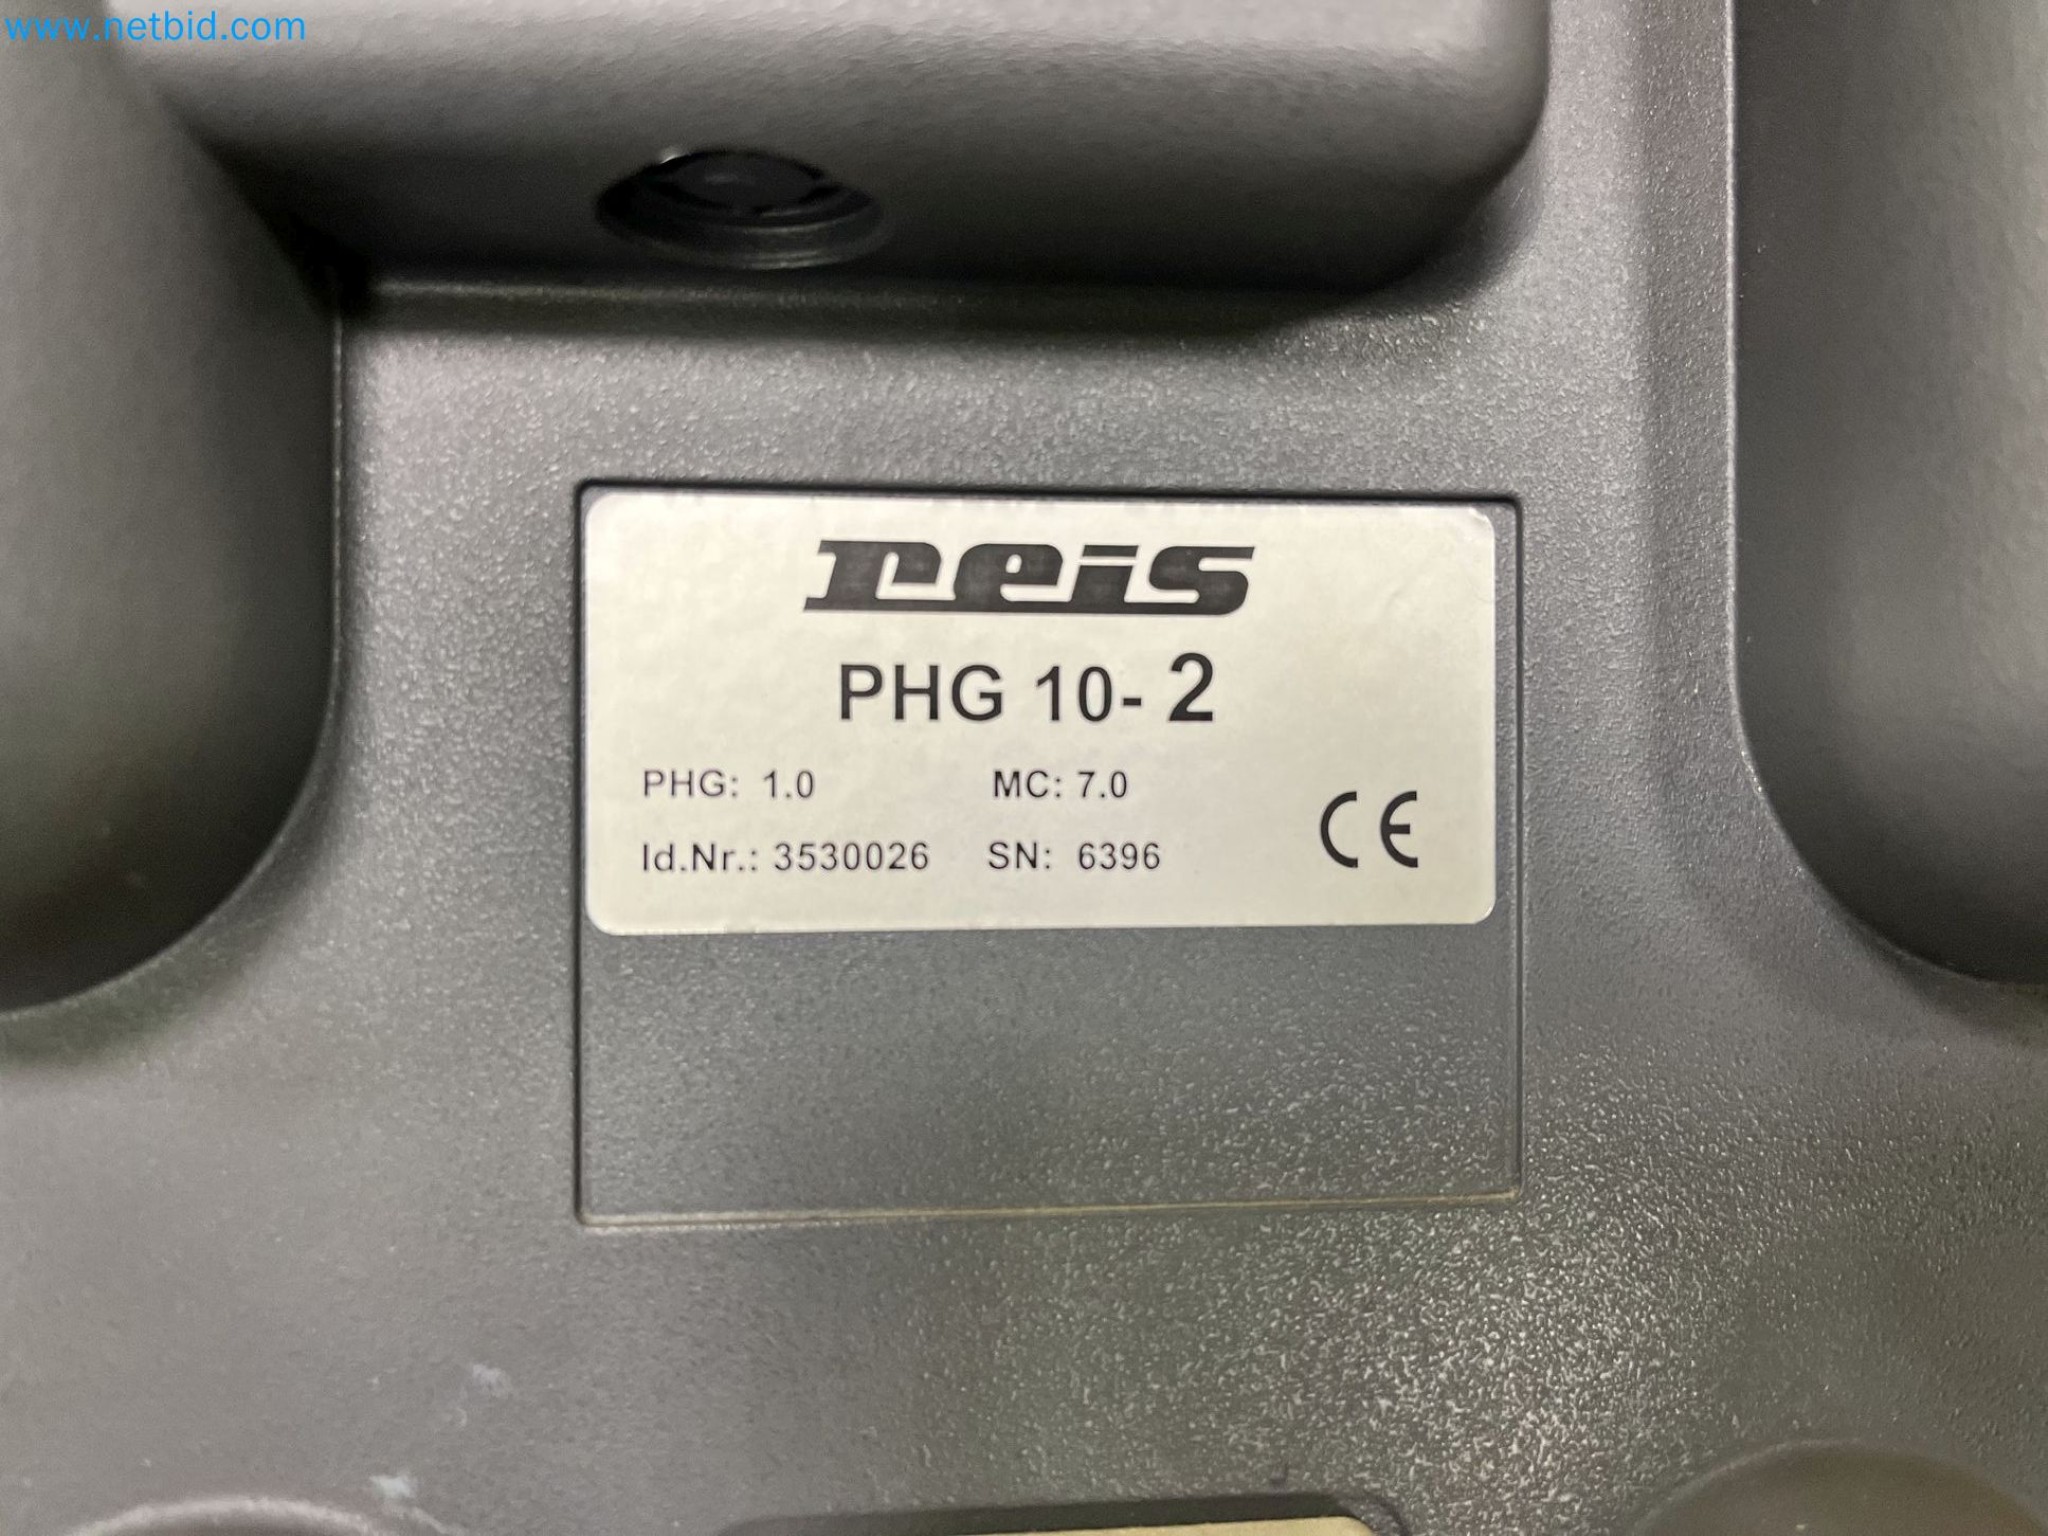 www.netbid.com
reis
PHG 10- 2
PHG: 1.0 MC: 7.0
Id.Nr.: 3530026 SN: 6396
CE